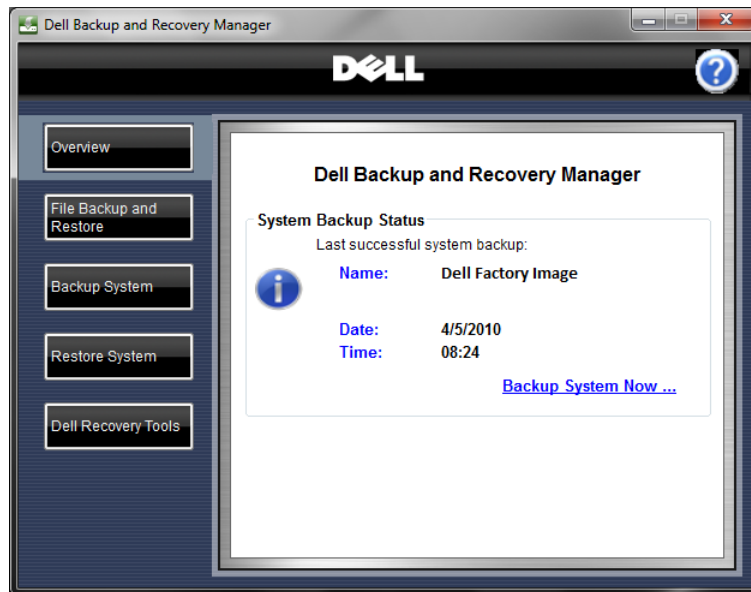 Dell Backup and Recovery Manager
DELL
?
Overview
File Backup and
Restore
Backup System
Restore System
Dell Recovery Tools
Dell Backup and Recovery Manager
System Backup Status
Last successful system backup:
Name: Dell Factory Image
Date: 4/5/2010
Time: 08:24
Backup System Now ...